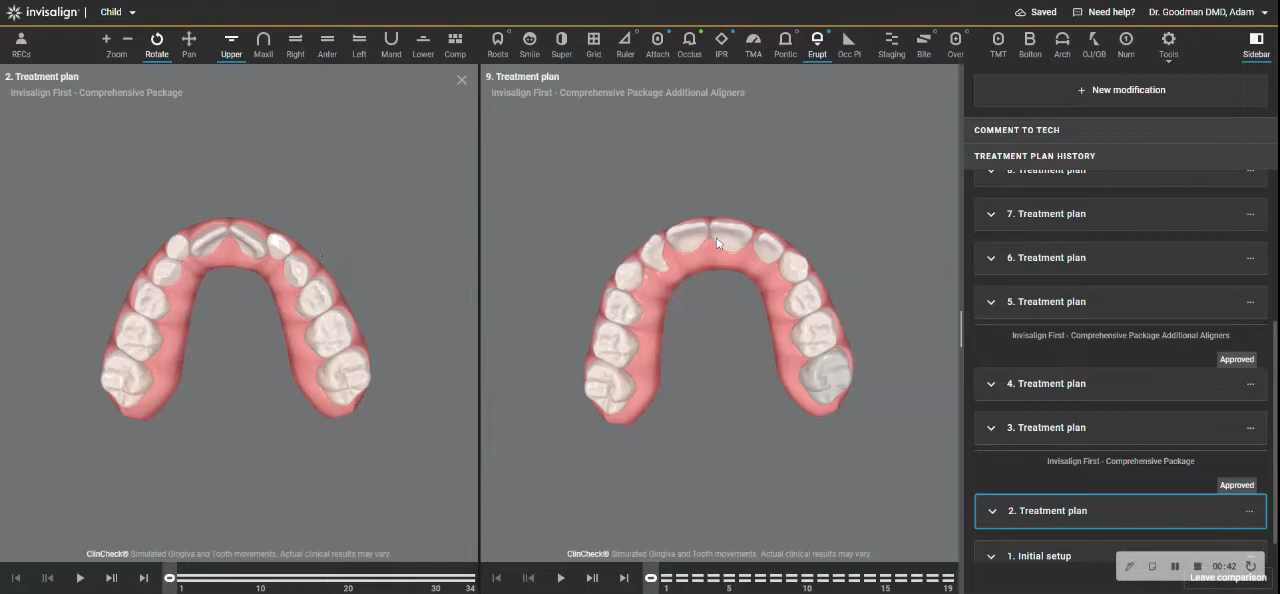 invisalign | Child Saved Need help? Dr. Goodman DMD, Adam
RECs Zoom Rotate Pan Upper Maxil Right Anter Left Mand Lower Comp Roots Smile Super Grid Ruler Attach Occlus IPR TMA Pontic Erupt Occ Pl Staging Bite Over TMT Bolton Arch OJ/OB Num Tools Sidebar
2. Treatment plan
Invisalign First - Comprehensive Package
9. Treatment plan
Invisalign First - Comprehensive Package Additional Aligners
+ New modification
COMMENT TO TECH
TREATMENT PLAN HISTORY
8. Treatment plan
7. Treatment plan
6. Treatment plan
5. Treatment plan
Invisalign First - Comprehensive Package Additional Aligners
Approved
4. Treatment plan
3. Treatment plan
Invisalign First - Comprehensive Package
Approved
2. Treatment plan
1. Initial setup
00:42
Leave comparison
ClinCheck® Simulated Gingiva and Tooth movements. Actual clinical results may vary.
1 10 20 30 34
ClinCheck® Simulated Gingiva and Tooth movements. Actual clinical results may vary.
1 5 10 15 19